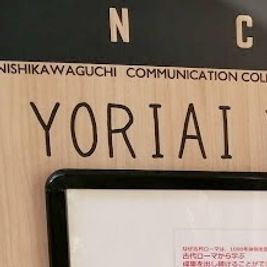 N C
NISHIKAWAGUCHI COMMUNICATION COL
YORIAI
古代ローマから学ぶ